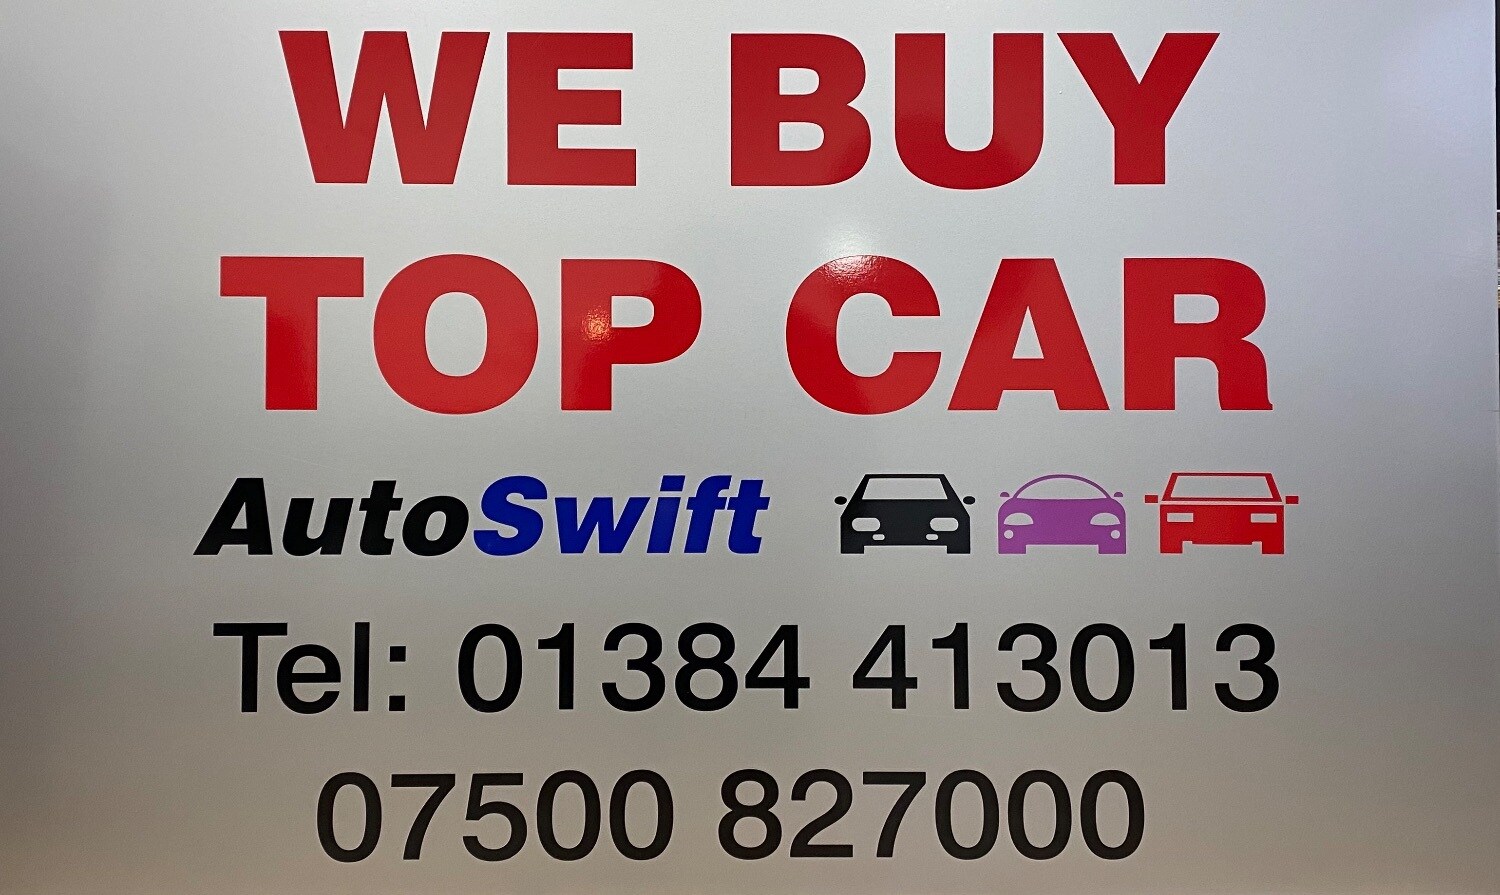 WE BUY
TOP CAR
AutoSwift
Tel: 01384 413013
07500 827000